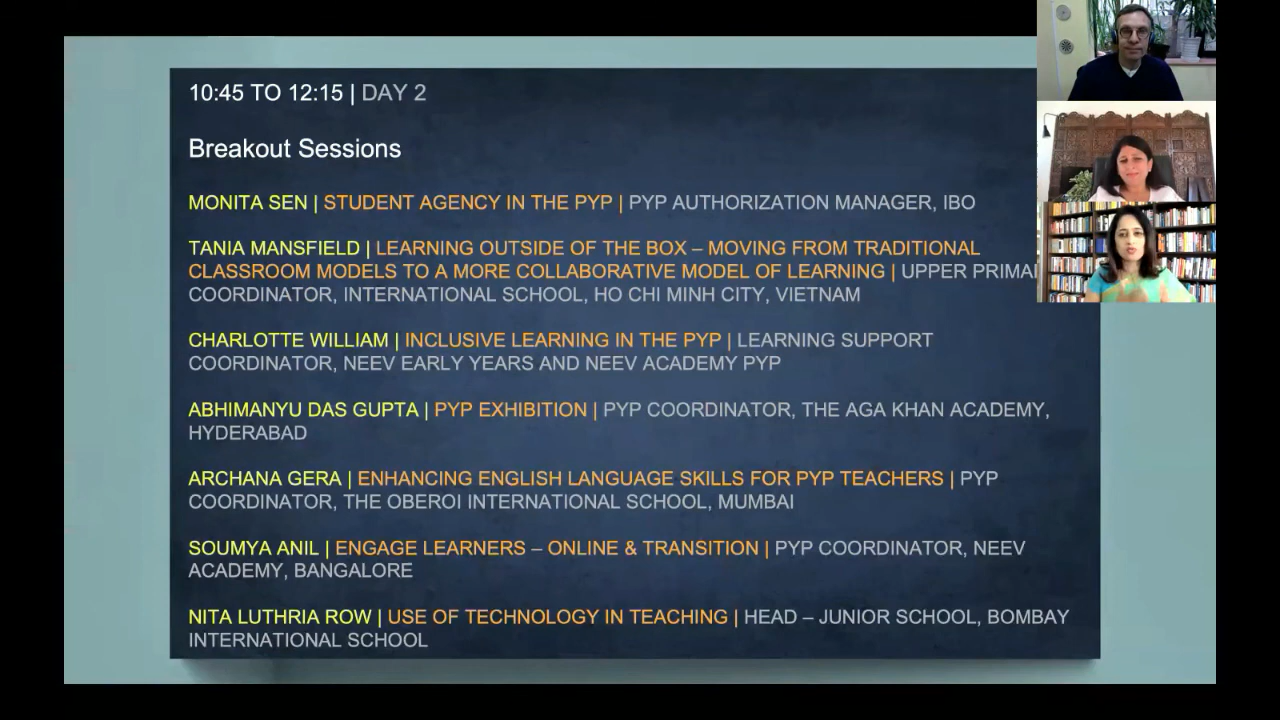 10:45 TO 12:15 | DAY 2
Breakout Sessions
MONITA SEN | STUDENT AGENCY IN THE PYP | PYP AUTHORIZATION MANAGER, IBO
TANIA MANSFIELD | LEARNING OUTSIDE OF THE BOX – MOVING FROM TRADITIONAL
CLASSROOM MODELS TO A MORE COLLABORATIVE MODEL OF LEARNING | UPPER
COORDINATOR, INTERNATIONAL SCHOOL, HO CHI MINH CITY, VIETNAM
CHARLOTTE WILLIAM | INCLUSIVE LEARNING IN THE PYP | LEARNING SUPPORT
COORDINATOR, NEEV EARLY YEARS AND NEEV ACADEMY PYP
ABHIMANYU DAS GUPTA | PYP EXHIBITION | PYP COORDINATOR, THE AGA KHAN ACADEMY,
HYDERABAD
ARCHANA GERA | ENHANCING ENGLISH LANGUAGE SKILLS FOR PYP TEACHERS | PYP
COORDINATOR, THE OBEROI INTERNATIONAL SCHOOL, MUMBAI
SOUMYA ANIL | ENGAGE LEARNERS – ONLINE & TRANSITION | PYP COORDINATOR, NEEV
ACADEMY, BANGALORE
NITA LUTHRIA ROW | USE OF TECHNOLOGY IN TEACHING | HEAD – JUNIOR SCHOOL, BOMBAY
INTERNATIONAL SCHOOL